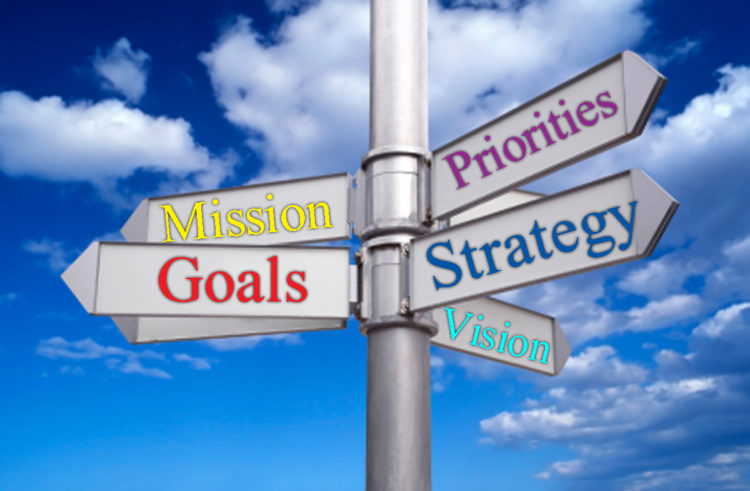 Priorities
Mission
Strategy
Goals
Vision